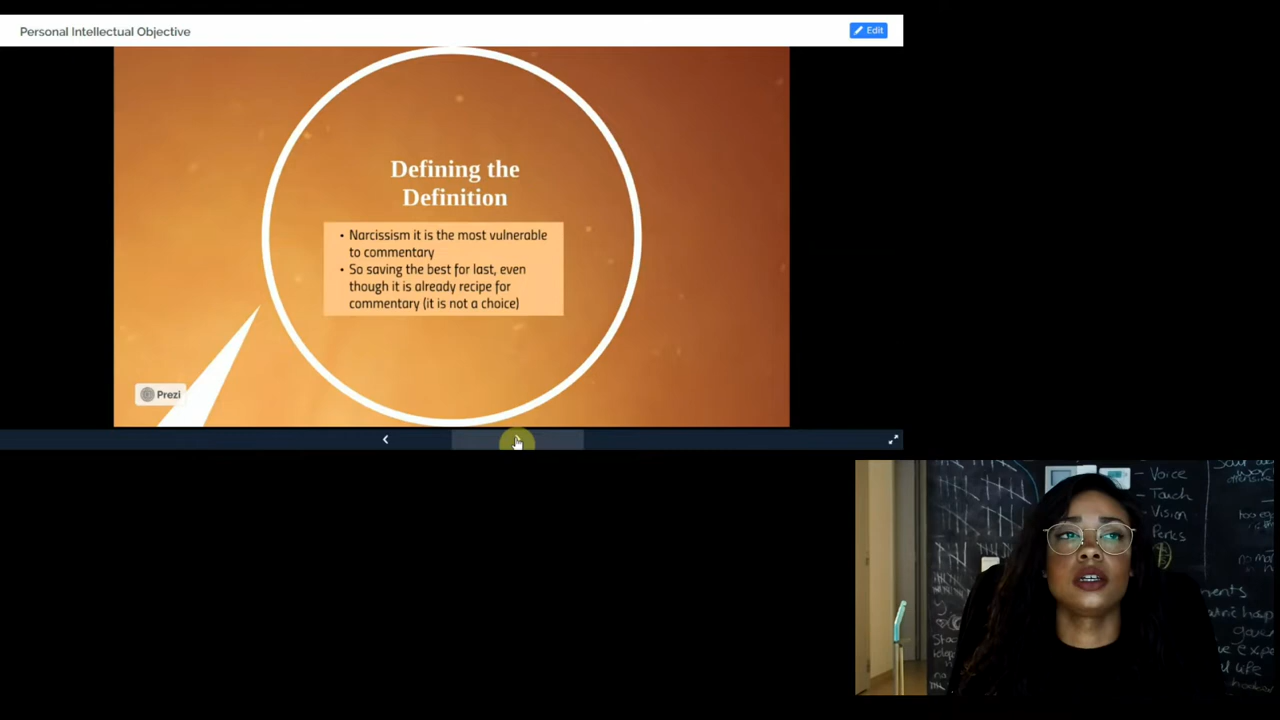 Personal Intellectual Objective
Edit
Defining the
Definition
• Narcissism it is the most vulnerable
to commentary
• So saving the best for last, even
though it is already recipe for
commentary (it is not a choice)
Prezi
- Voice
- Touch
- Vision
Perks